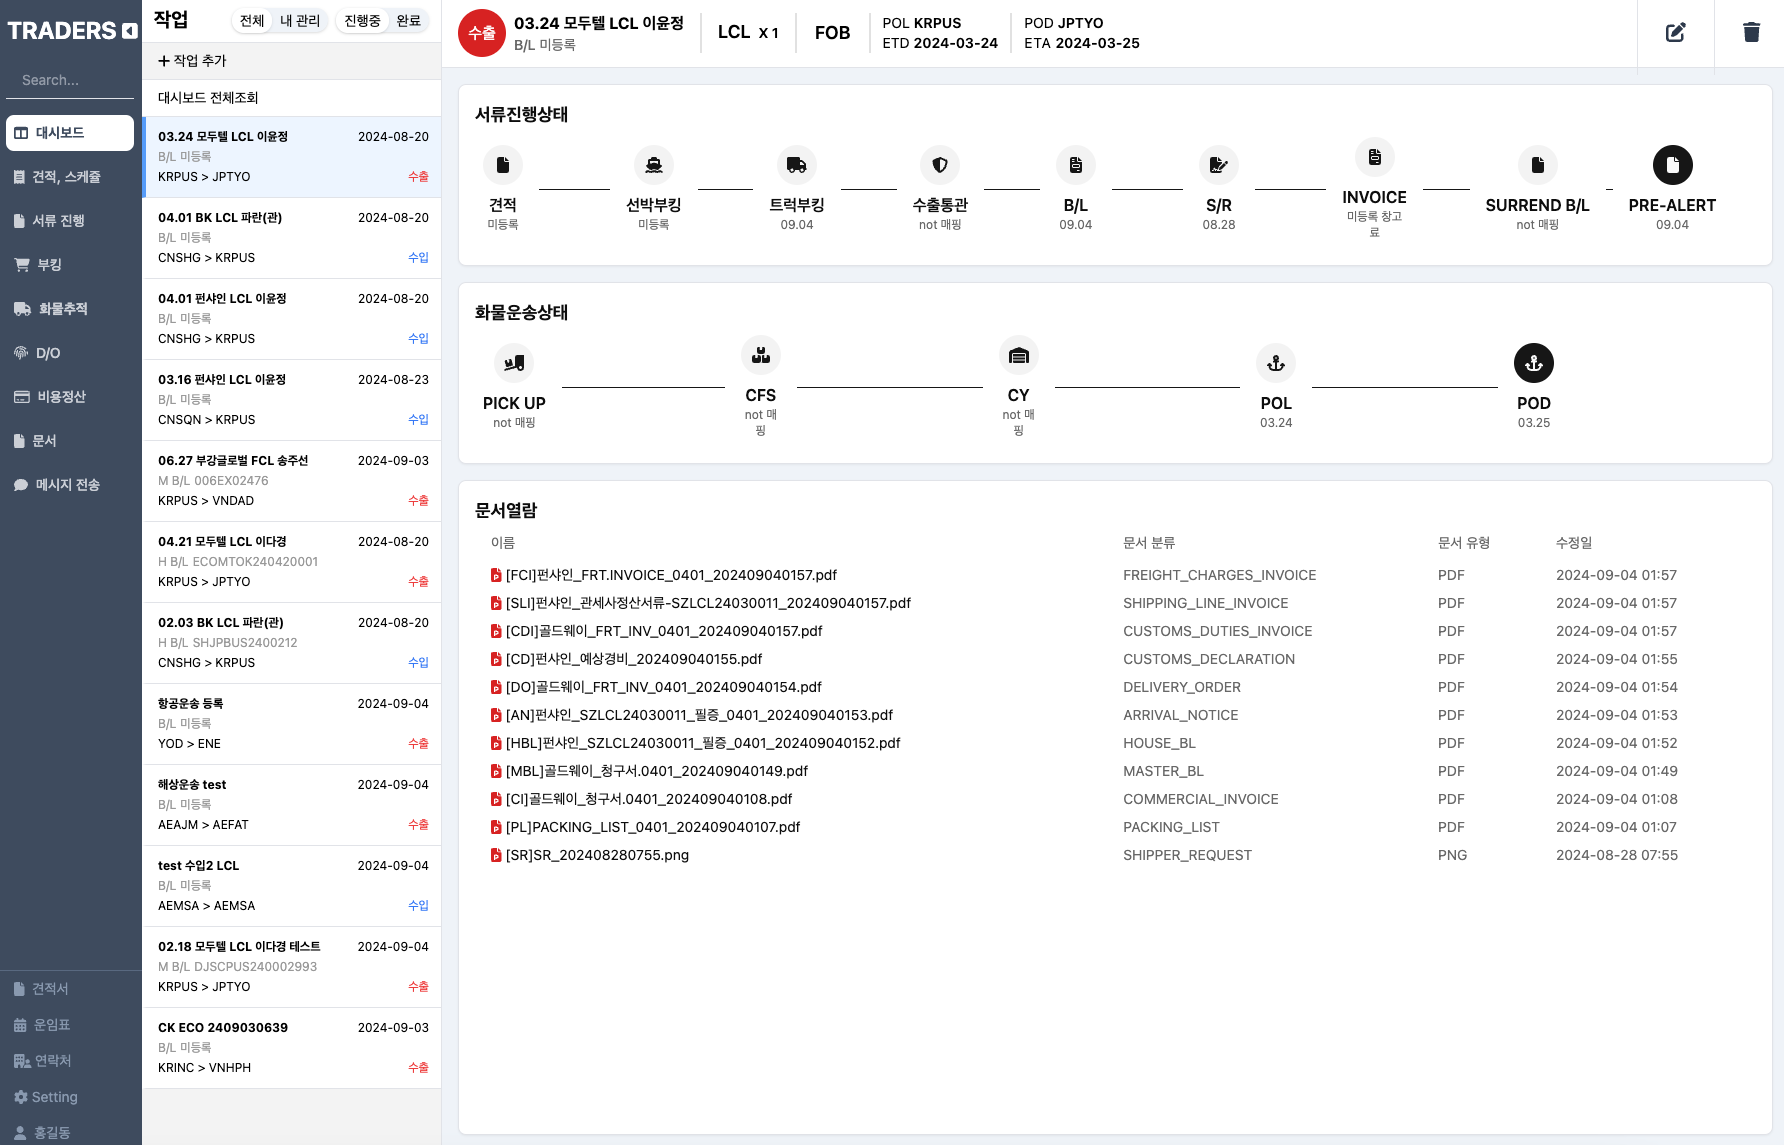 TRADERS
Search...
대시보드
견적, 스케쥴
서류 진행
부킹
화물추적
D/O
비용정산
문서
메시지 전송
견적서
운임표
연락처
Setting
홍길동
작업
전체 내 관리 진행중 완료
작업 추가
대시보드 전체조회
03.24 모두텔 LCL 이윤정 2024-08-20
B/L 미등록
KRPUS > JPTYO 수출
04.01 BK LCL 파란(관) 2024-08-20
B/L 미등록
CNSHG > KRPUS 수입
04.01 펀샤인 LCL 이윤정 2024-08-20
B/L 미등록
CNSHG > KRPUS 수입
03.16 펀샤인 LCL 이윤정 2024-08-23
B/L 미등록
CNSQN > KRPUS 수입
06.27 부강글로벌 FCL 송주선 2024-09-03
M B/L 006EX02476
KRPUS > VNDAD 수출
04.21 모두텔 LCL 이다경 2024-08-20
H B/L ECOMTOK240420001
KRPUS > JPTYO 수출
02.03 BK LCL 파란(관) 2024-08-20
H B/L SHJPBUS2400212
CNSHG > KRPUS 수입
항공운송 등록 2024-09-04
B/L 미등록
YOD > ENE 수출
해상운송 test 2024-09-04
B/L 미등록
AEAJM > AEFAT 수출
test 수입2 LCL 2024-09-04
B/L 미등록
AEMSA > AEMSA 수입
02.18 모두텔 LCL 이다경 테스트 2024-09-04
M B/L DJSCPUS240002993
KRPUS > JPTYO 수출
CK ECO 2409030639 2024-09-03
B/L 미등록
KRINC > VNHPH 수출
수출
03.24 모두텔 LCL 이윤정
B/L 미등록
LCL X 1
FOB
POL KRPUS
ETD 2024-03-24
POD JPTYO
ETA 2024-03-25
서류진행상태
견적
미등록
선박부킹
미등록
트럭부킹
09.04
수출통관
not 매핑
B/L
09.04
S/R
08.28
INVOICE
미등록 창고
료
SURREND B/L
not 매핑
PRE-ALERT
09.04
화물운송상태
PICK UP
not 매핑
CFS
not 매
핑
CY
not 매
핑
POL
03.24
POD
03.25
문서열람
이름 문서 분류 문서 유형 수정일
[FCI]펀샤인_FRT.INVOICE_0401_202409040157.pdf FREIGHT_CHARGES_INVOICE PDF 2024-09-04 01:57
[SLI]펀샤인_관세사정산서류-SZLCL24030011_202409040157.pdf SHIPPING_LINE_INVOICE PDF 2024-09-04 01:57
[CDI]골드웨이_FRT_INV_0401_202409040157.pdf CUSTOMS_DUTIES_INVOICE PDF 2024-09-04 01:57
[CD]펀샤인_예상경비_202409040155.pdf CUSTOMS_DECLARATION PDF 2024-09-04 01:55
[DO]골드웨이_FRT_INV_0401_202409040154.pdf DELIVERY_ORDER PDF 2024-09-04 01:54
[AN]펀샤인_SZLCL24030011_필증_0401_202409040153.pdf ARRIVAL_NOTICE PDF 2024-09-04 01:53
[HBL]펀샤인_SZLCL24030011_필증_0401_202409040152.pdf HOUSE_BL PDF 2024-09-04 01:52
[MBL]골드웨이_청구서.0401_202409040149.pdf MASTER_BL PDF 2024-09-04 01:49
[CI]골드웨이_청구서.0401_202409040108.pdf COMMERCIAL_INVOICE PDF 2024-09-04 01:08
[PL]PACKING_LIST_0401_202409040107.pdf PACKING_LIST PDF 2024-09-04 01:07
[SR]SR_202408280755.png SHIPPER_REQUEST PNG 2024-08-28 07:55